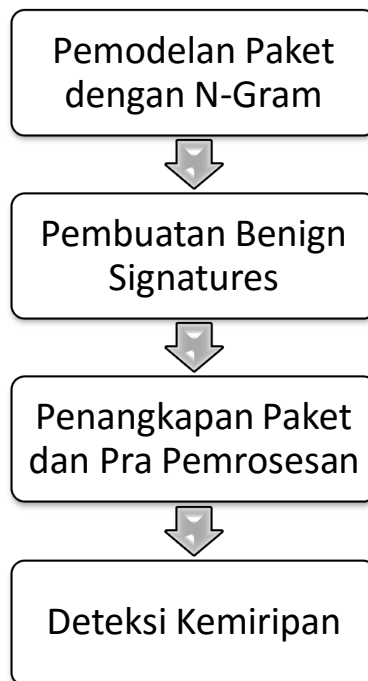 Pemodelan Paket
dengan N-Gram
Pembuatan Benign
Signatures
Penangkapan Paket
dan Pra Pemrosesan
Deteksi Kemiripan